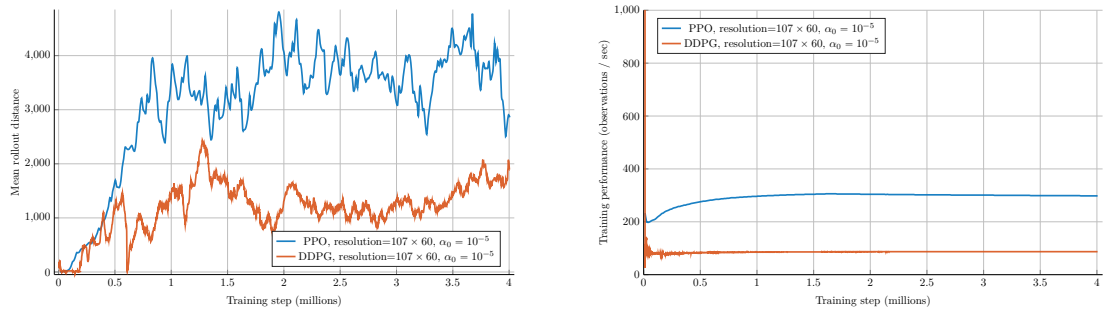 4,000
3,000
2,000
1,000
0
Mean rollout distance
PPO, resolution=107 × 60, α₀ = 10⁻⁵
DDPG, resolution=107 × 60, α₀ = 10⁻⁵
0 0.5 1 1.5 2 2.5 3 3.5 4
Training step (millions)
1,000
800
600
400
200
0
Training performance (observations / sec)
PPO, resolution=107 × 60, α₀ = 10⁻⁵
DDPG, resolution=107 × 60, α₀ = 10⁻⁵
0 0.5 1 1.5 2 2.5 3 3.5 4
Training step (millions)